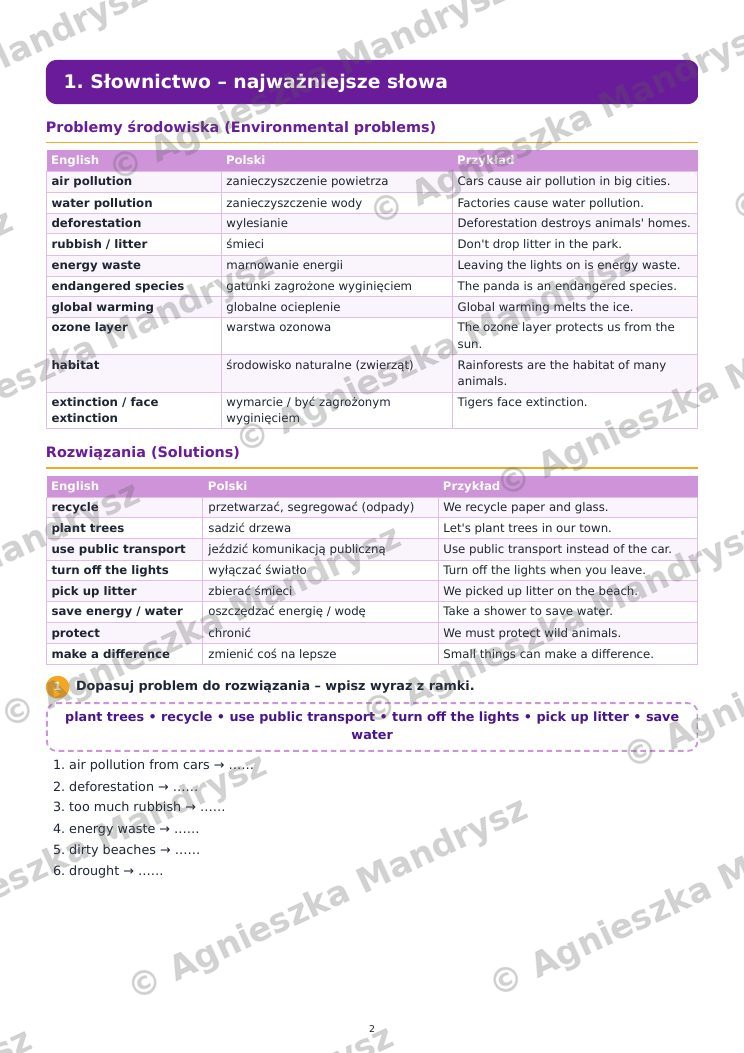 1. Słownictwo – najważniejsze słowa
Problemy środowiska (Environmental problems)
English Polski Przykład
air pollution zanieczyszczenie powietrza Cars cause air pollution in big cities.
water pollution zanieczyszczenie wody Factories cause water pollution.
deforestation wylesianie Deforestation destroys animals' homes.
rubbish / litter śmieci Don't drop litter in the park.
energy waste marnowanie energii Leaving the lights on is energy waste.
endangered species gatunki zagrożone wyginięciem The panda is an endangered species.
global warming globalne ocieplenie Global warming melts the ice.
ozone layer warstwa ozonowa The ozone layer protects us from the
sun.
habitat środowisko naturalne (zwierząt) Rainforests are the habitat of many
animals.
extinction / face wymarcie / być zagrożonym Tigers face extinction.
extinction wyginięciem
Rozwiązania (Solutions)
English Polski Przykład
recycle przetwarzać, segregować (odpady) We recycle paper and glass.
plant trees sadzić drzewa Let's plant trees in our town.
use public transport jeździć komunikacją publiczną Use public transport instead of the car.
turn off the lights wyłączać światło Turn off the lights when you leave.
pick up litter zbierać śmieci We picked up litter on the beach.
save energy / water oszczędzać energię / wodę Take a shower to save water.
protect chronić We must protect wild animals.
make a difference zmienić coś na lepsze Small things can make a difference.
1 Dopasuj problem do rozwiązania – wpisz wyraz z ramki.
plant trees • recycle • use public transport • turn off the lights • pick up litter • save
water
1. air pollution from cars → ……
2. deforestation → ……
3. too much rubbish → ……
4. energy waste → ……
5. dirty beaches → ……
6. drought → ……
2
© Agnieszka Mandrysz